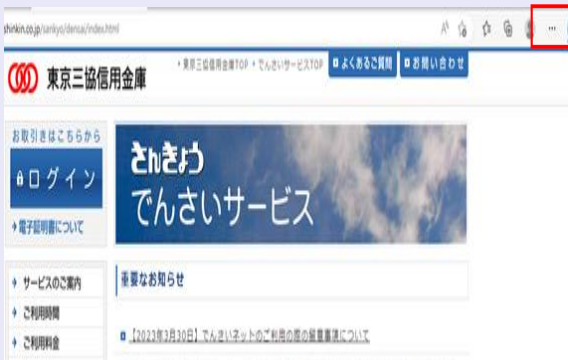 shinkin.co.jp/sankyo/densai/index.html
東京三協信用金庫
・東京三協信用金庫TOP ・でんさいサービスTOP
よくあるご質問
お問い合わせ
お取引きはこちらから
ログイン
電子証明書について
さんきょう
でんさいサービス
サービスのご案内
ご利用時間
ご利用料金
重要なお知らせ
【2023年3月30日】でんさいネットのご利用の際の留意事項について